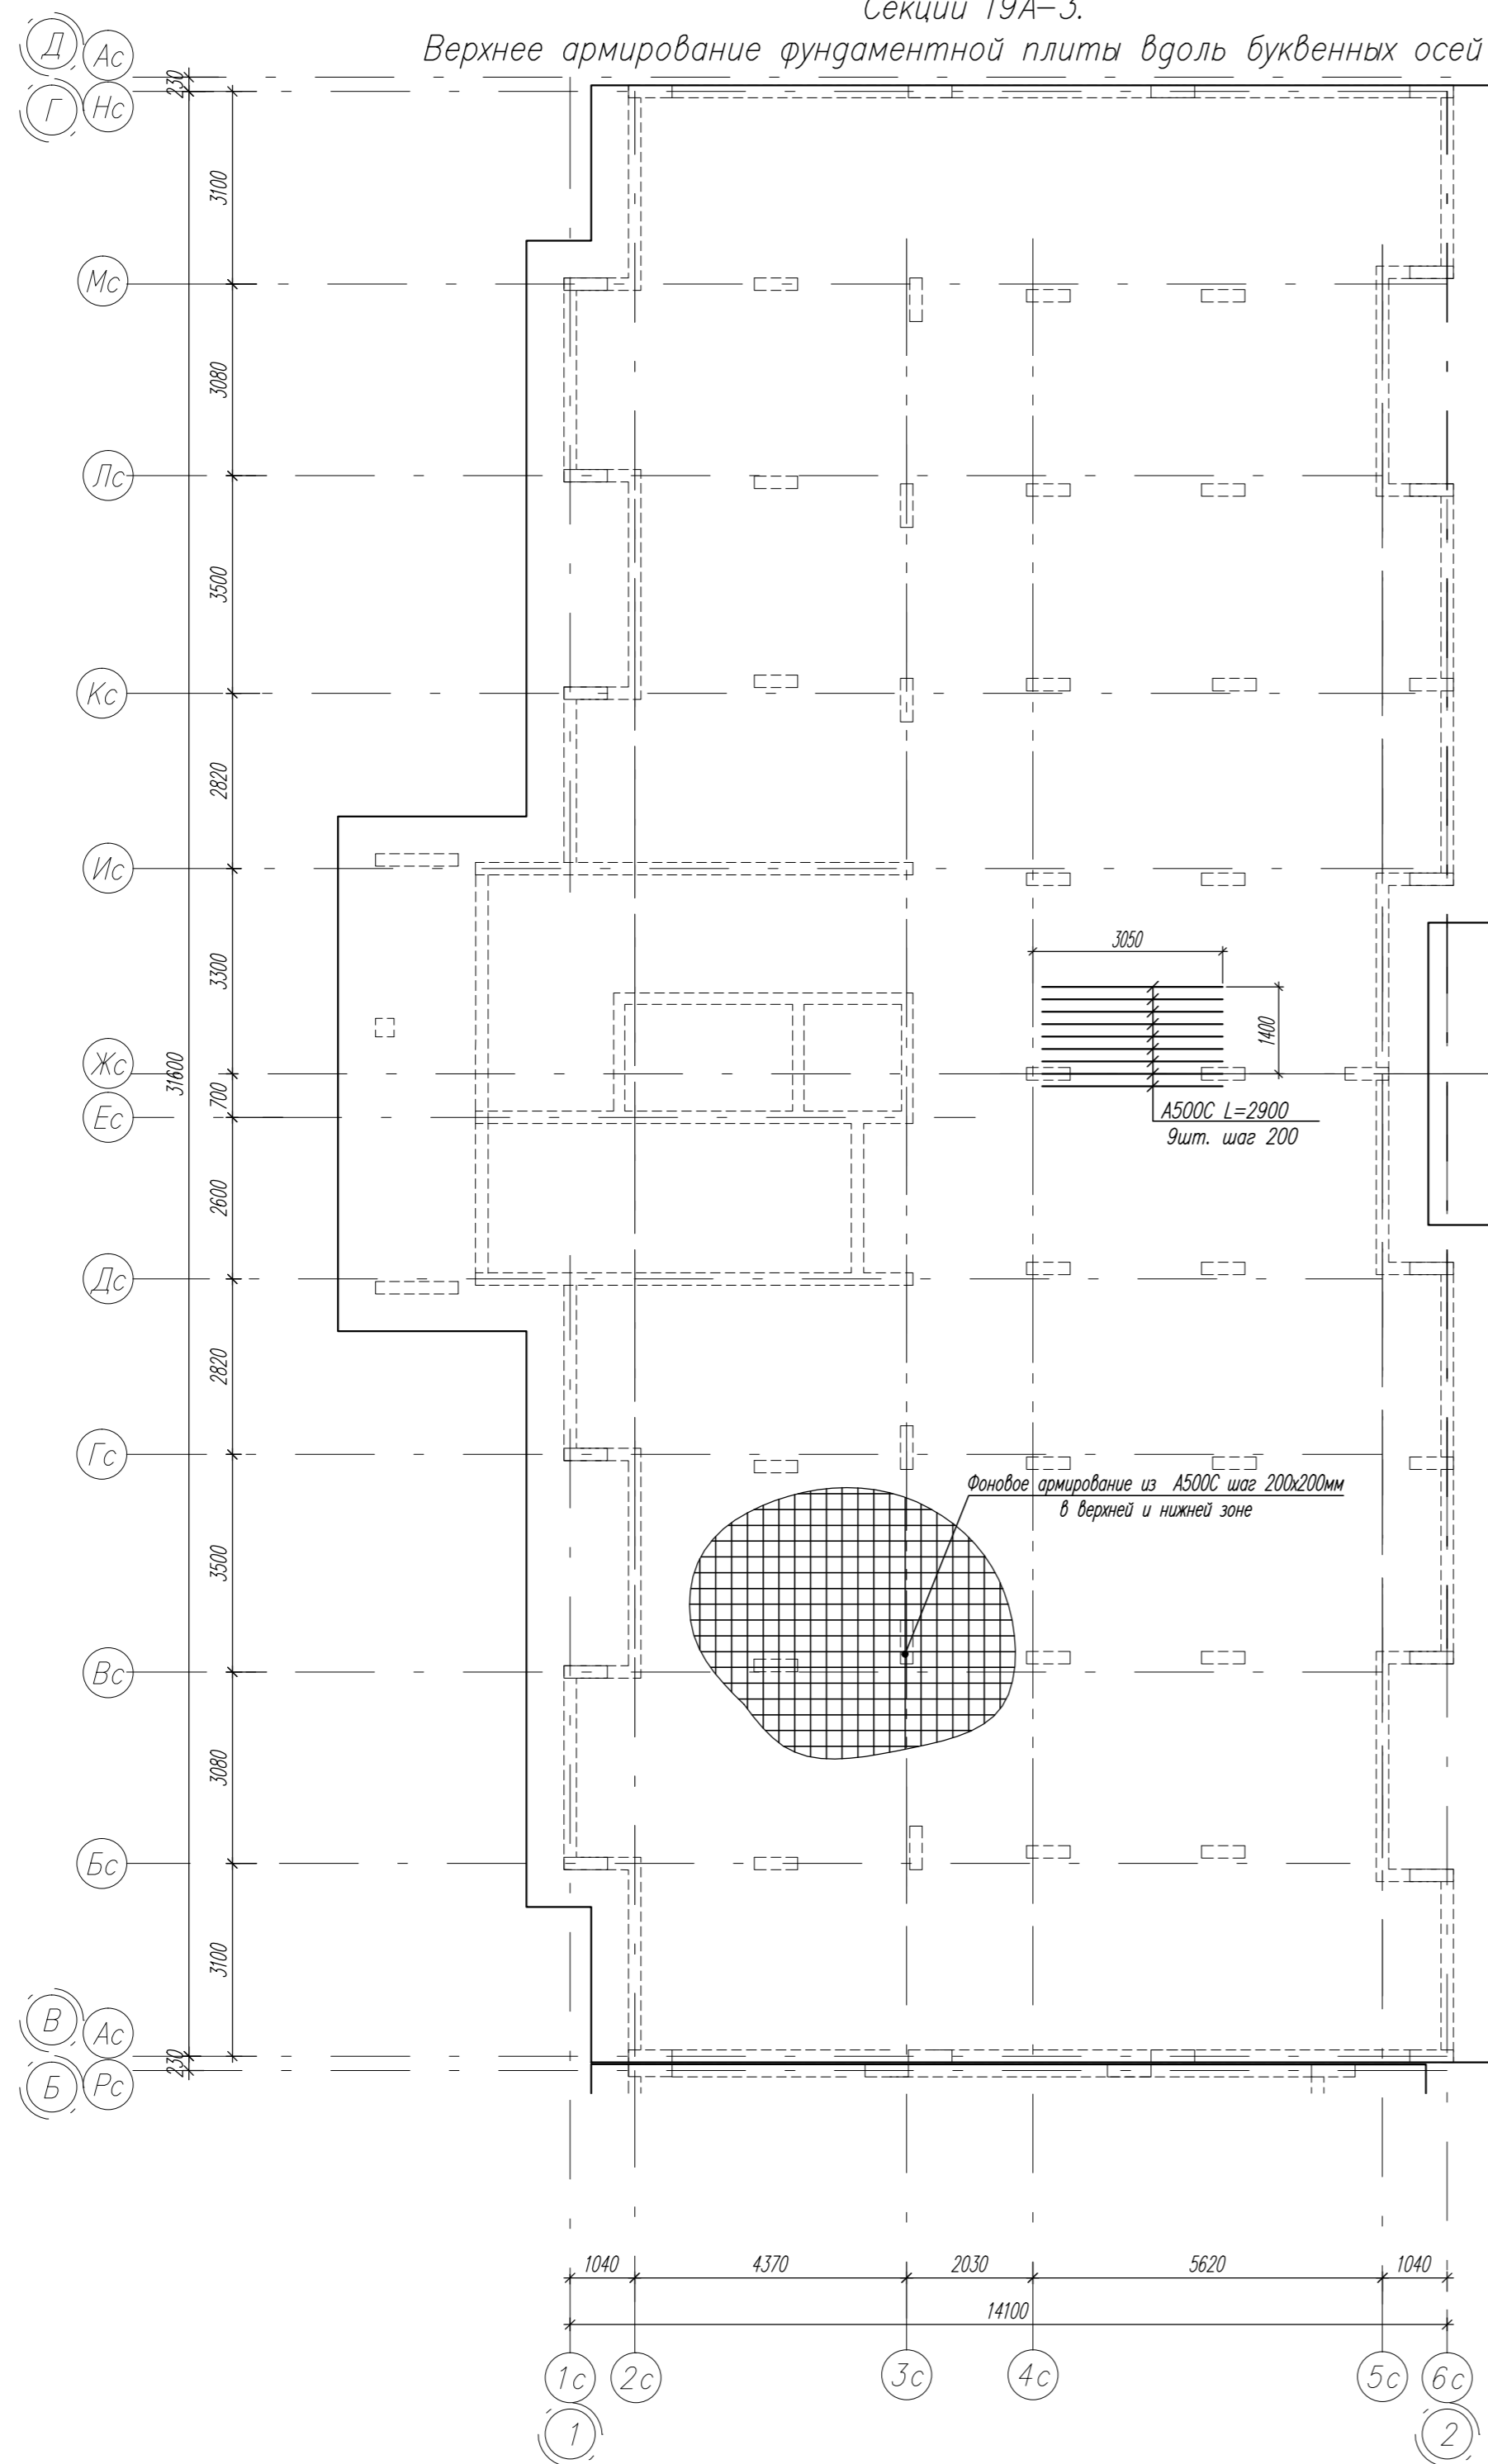 Секции 19А-3.
Верхнее армирование фундаментной плиты вдоль буквенных осей
Д
Ас
230
Г
Нс
3100
Мс
3080
Лс
3500
Кс
2820
Ис
3300
3050
1400
Жс
31600
700
Ес
А500С L=2900
9шт. шаг 200
2600
Дс
2820
Гс
Фоновое армирование из А500С шаг 200х200мм
в верхней и нижней зоне
3500
Вс
3080
Бс
3100
В
Ас
230
Б
Рс
1040
4370
2030
5620
1040
14100
1с
2с
3с
4с
5с
6с
1
2